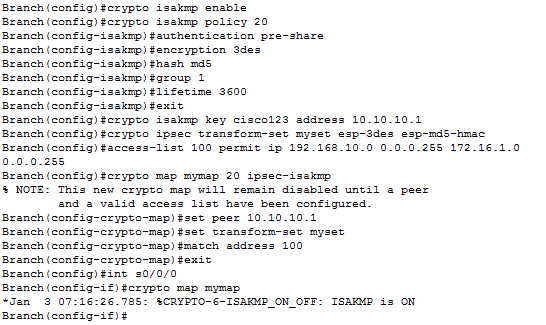 Branch(config)#crypto isakmp enable
Branch(config)#crypto isakmp policy 20
Branch(config-isakmp)#authentication pre-share
Branch(config-isakmp)#encryption 3des
Branch(config-isakmp)#hash md5
Branch(config-isakmp)#group 1
Branch(config-isakmp)#lifetime 3600
Branch(config-isakmp)#exit
Branch(config)#crypto isakmp key cisco123 address 10.10.10.1
Branch(config)#crypto ipsec transform-set myset esp-3des esp-md5-hmac
Branch(config)#access-list 100 permit ip 192.168.10.0 0.0.0.255 172.16.1.0
0.0.0.255
Branch(config)#crypto map mymap 20 ipsec-isakmp
% NOTE: This new crypto map will remain disabled until a peer
and a valid access list have been configured.
Branch(config-crypto-map)#set peer 10.10.10.1
Branch(config-crypto-map)#set transform-set myset
Branch(config-crypto-map)#match address 100
Branch(config-crypto-map)#exit
Branch(config)#int s0/0/0
Branch(config-if)#crypto map mymap
*Jan  3 07:16:26.785: %CRYPTO-6-ISAKMP_ON_OFF: ISAKMP is ON
Branch(config-if)#